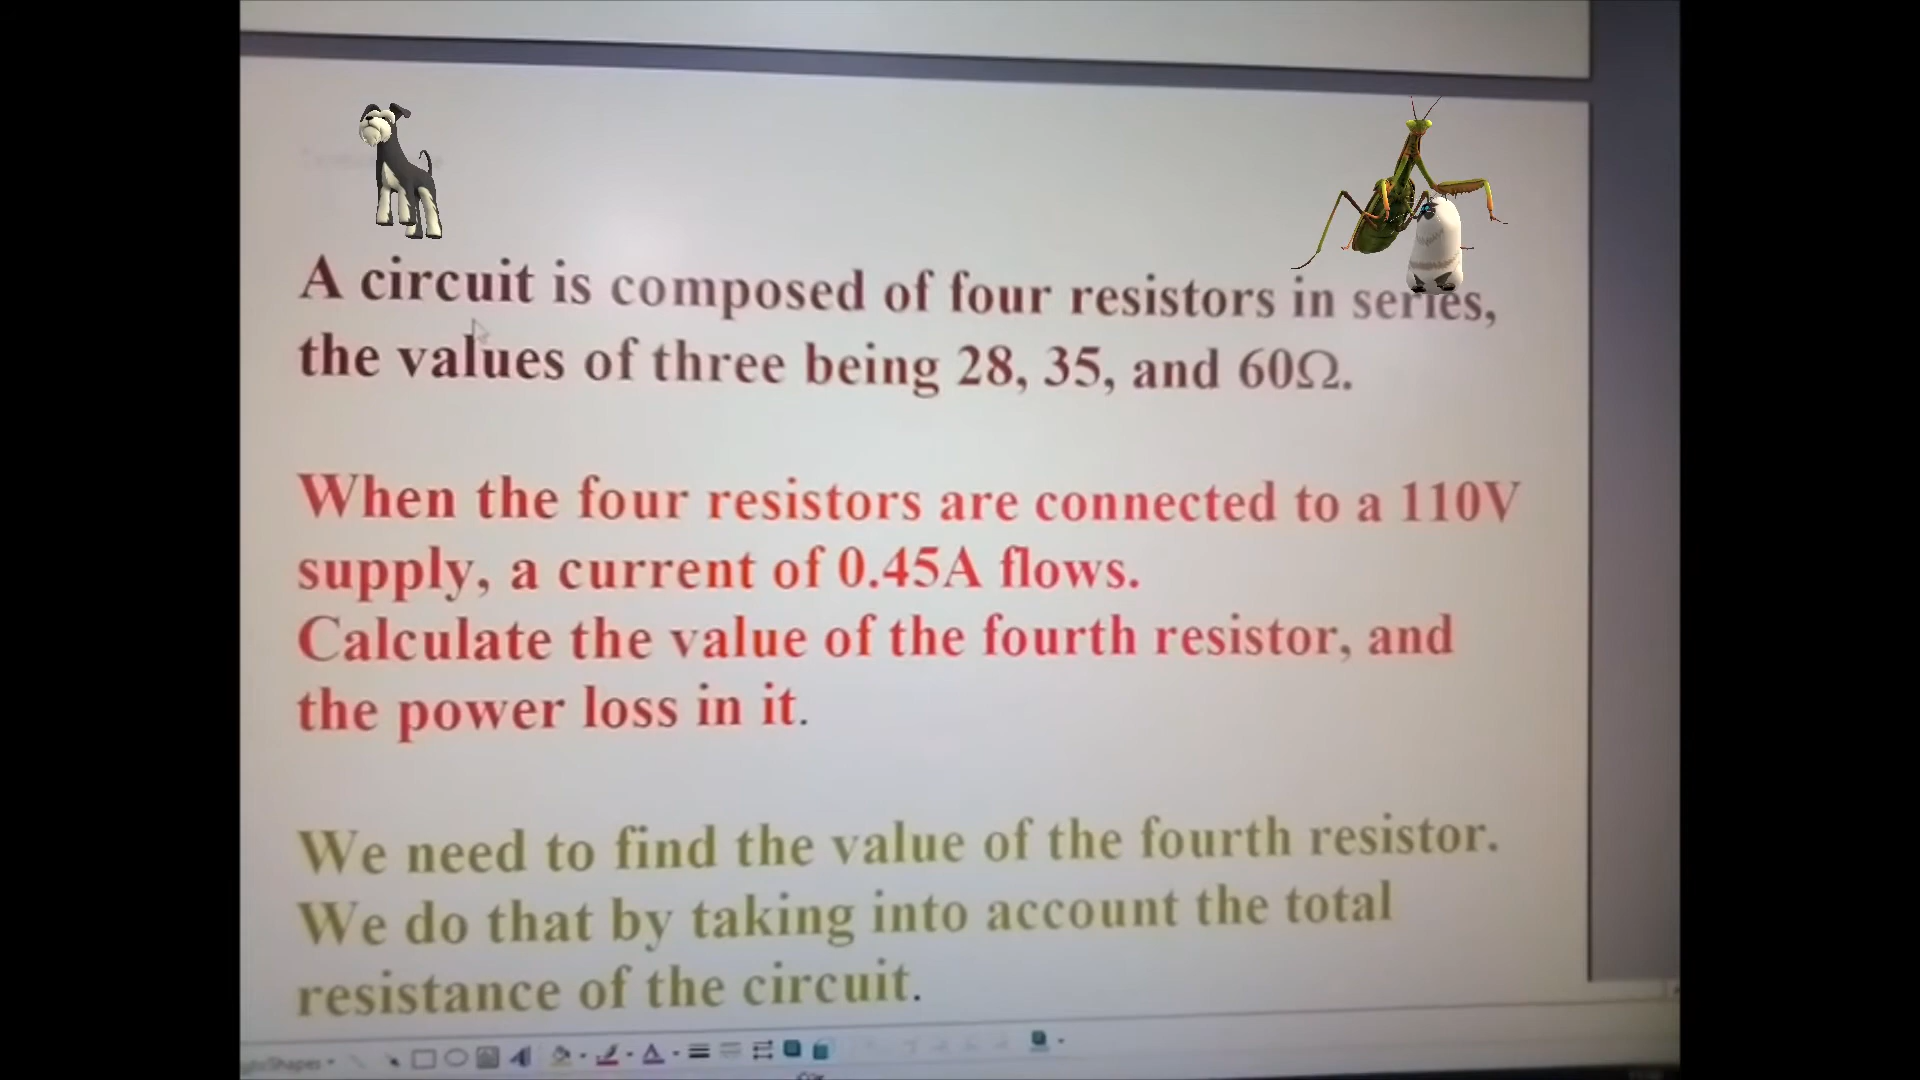 A circuit is composed of four resistors in series,
the values of three being 28, 35, and 60Ω.
When the four resistors are connected to a 110V
supply, a current of 0.45A flows.
Calculate the value of the fourth resistor, and
the power loss in it.
We need to find the value of the fourth resistor.
We do that by taking into account the total
resistance of the circuit.